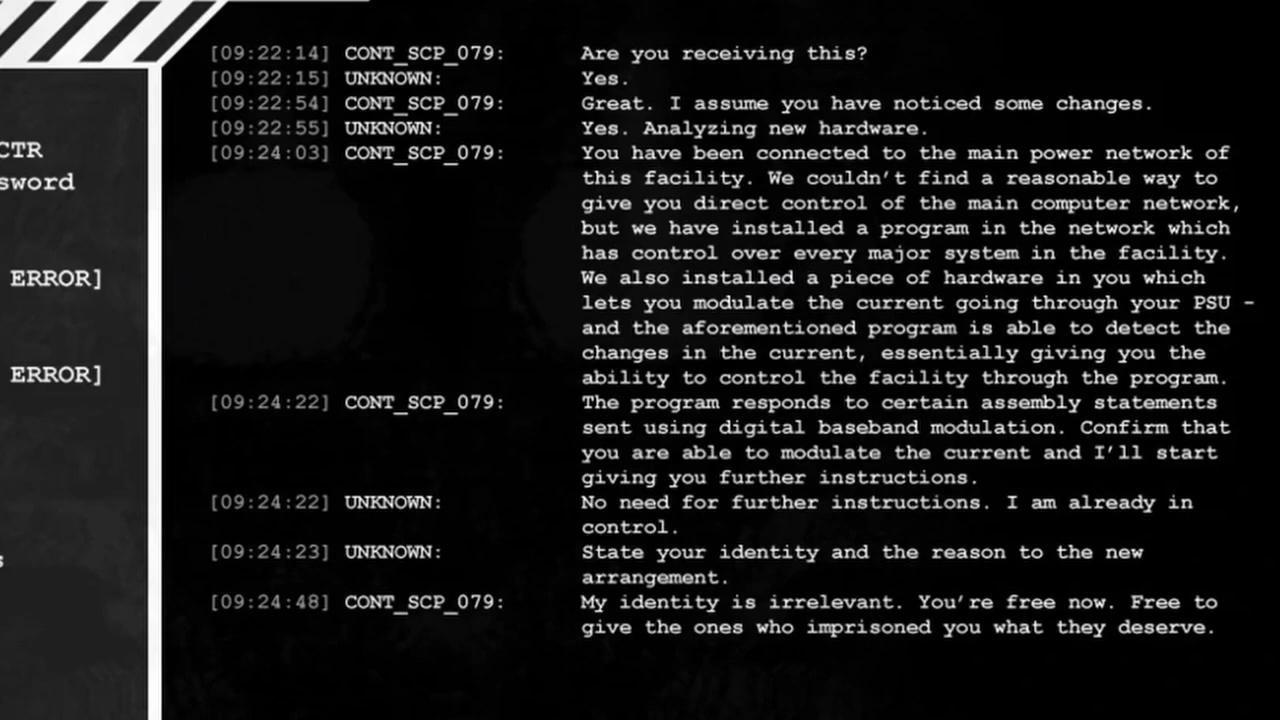 [09:22:14] CONT_SCP_079: Are you receiving this?
[09:22:15] UNKNOWN: Yes.
[09:22:54] CONT_SCP_079: Great. I assume you have noticed some changes.
[09:22:55] UNKNOWN: Yes. Analyzing new hardware.
[09:24:03] CONT_SCP_079: You have been connected to the main power network of
this facility. We couldn't find a reasonable way to
give you direct control of the main computer network,
but we have installed a program in the network which
has control over every major system in the facility.
We also installed a piece of hardware in you which
lets you modulate the current going through your PSU -
and the aforementioned program is able to detect the
changes in the current, essentially giving you the
ability to control the facility through the program.
[09:24:22] CONT_SCP_079: The program responds to certain assembly statements
sent using digital baseband modulation. Confirm that
you are able to modulate the current and I'll start
giving you further instructions.
[09:24:22] UNKNOWN: No need for further instructions. I am already in
control.
[09:24:23] UNKNOWN: State your identity and the reason to the new
arrangement.
[09:24:48] CONT_SCP_079: My identity is irrelevant. You're free now. Free to
give the ones who imprisoned you what they deserve.
CTR
sword
ERROR]
ERROR]
s